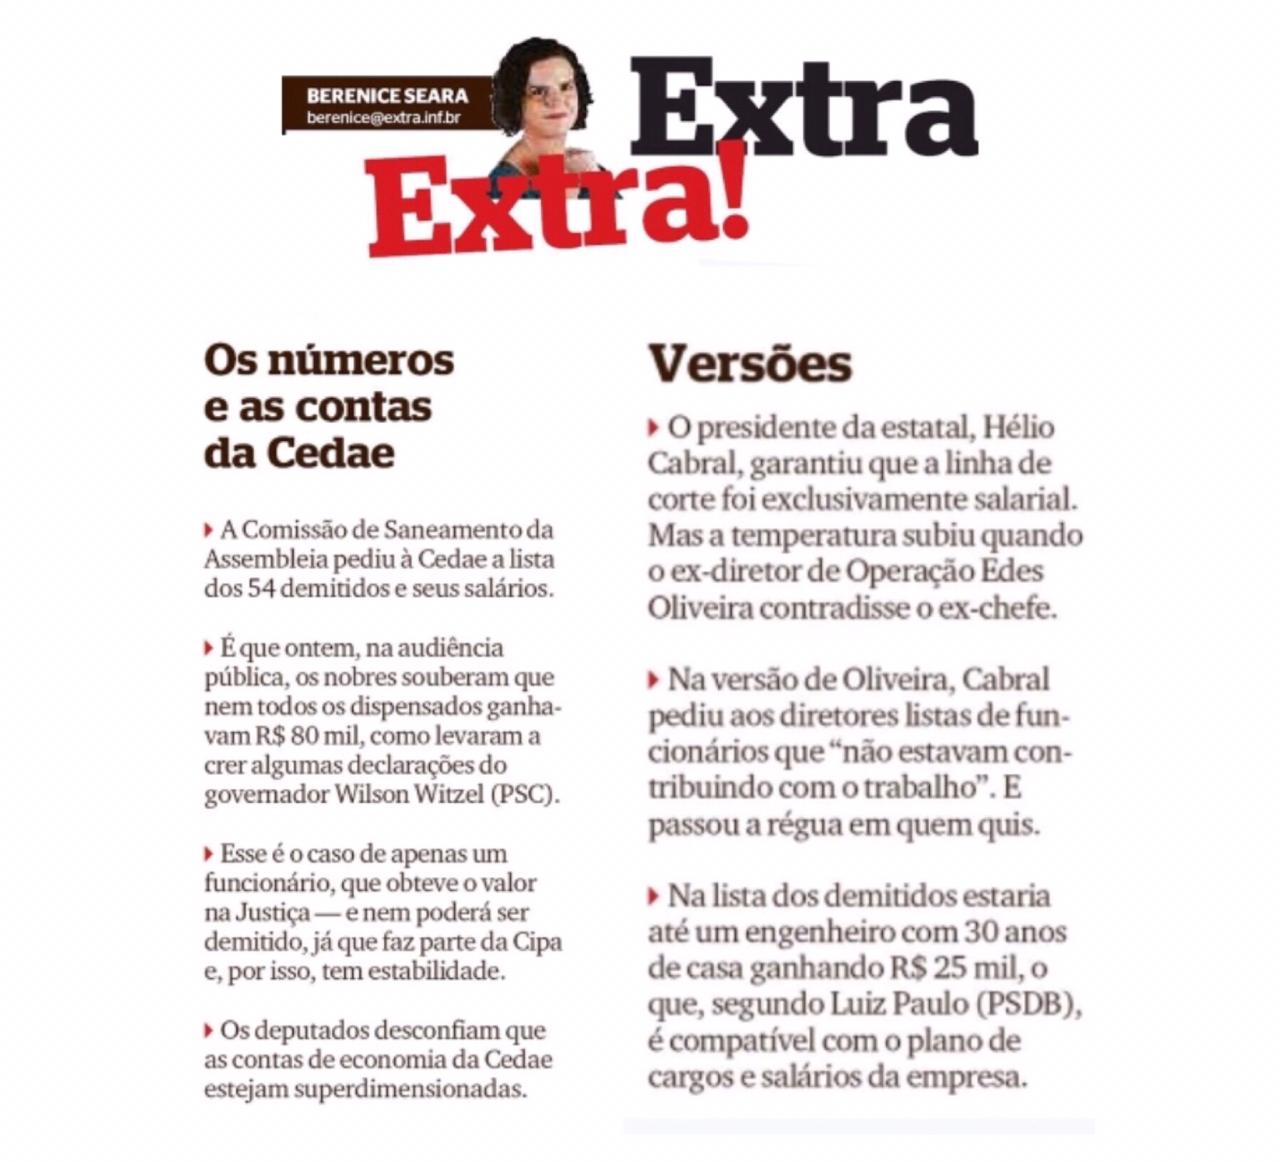 BERENICE SEARA
berenice@extra.inf.br
Extra
Extra!
Os números
e as contas
da Cedae
A Comissão de Saneamento da
Assembleia pediu à Cedae a lista
dos 54 demitidos e seus salários.
É que ontem, na audiência
pública, os nobres souberam que
nem todos os dispensados ganha-
vam R$ 80 mil, como levaram a
crer algumas declarações do
governador Wilson Witzel (PSC).
Esse é o caso de apenas um
funcionário, que obteve o valor
na Justiça — e nem poderá ser
demitido, já que faz parte da Cipa
e, por isso, tem estabilidade.
Os deputados desconfiam que
as contas de economia da Cedae
estejam superdimensionadas.
Versões
O presidente da estatal, Hélio
Cabral, garantiu que a linha de
corte foi exclusivamente salarial.
Mas a temperatura subiu quando
o ex-diretor de Operação Edes
Oliveira contradisse o ex-chefe.
Na versão de Oliveira, Cabral
pediu aos diretores listas de fun-
cionários que “não estavam con-
tribuindo com o trabalho”. E
passou a régua em quem quis.
Na lista dos demitidos estaria
até um engenheiro com 30 anos
de casa ganhando R$ 25 mil, o
que, segundo Luiz Paulo (PSDB),
é compatível com o plano de
cargos e salários da empresa.